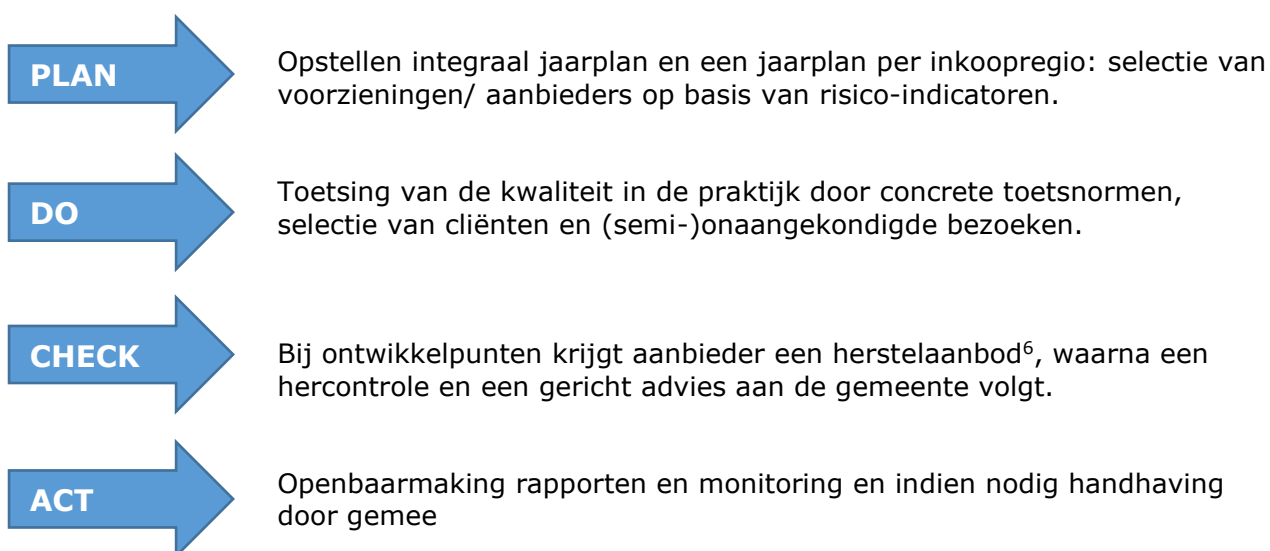 PLAN
Opstellen integraal jaarplan en een jaarplan per inkoopregio: selectie van
voorzieningen/ aanbieders op basis van risico-indicatoren.
DO
Toetsing van de kwaliteit in de praktijk door concrete toetsnormen,
selectie van cliënten en (semi-)onaangekondigde bezoeken.
CHECK
Bij ontwikkelpunten krijgt aanbieder een herstelaanbod⁶, waarna een
hercontrole en een gericht advies aan de gemeente volgt.
ACT
Openbaarmaking rapporten en monitoring en indien nodig handhaving
door gemee